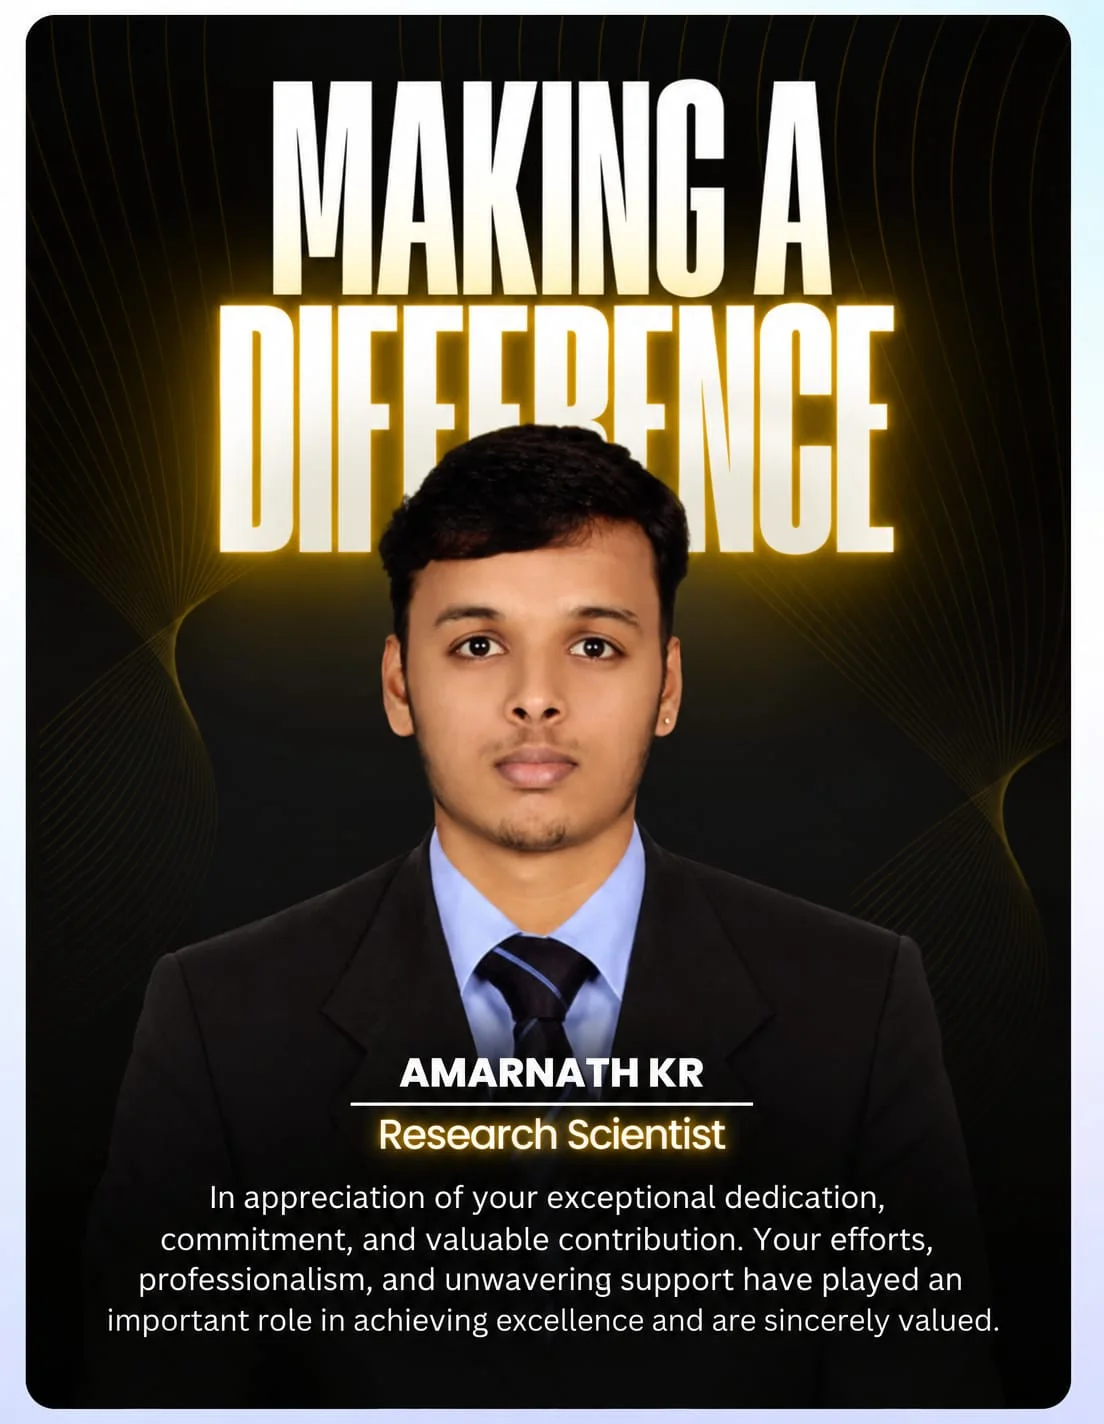 MAKING A
DIFFERENCE
AMARNATH KR
Research Scientist
In appreciation of your exceptional dedication,
commitment, and valuable contribution. Your efforts,
professionalism, and unwavering support have played an
important role in achieving excellence and are sincerely valued.